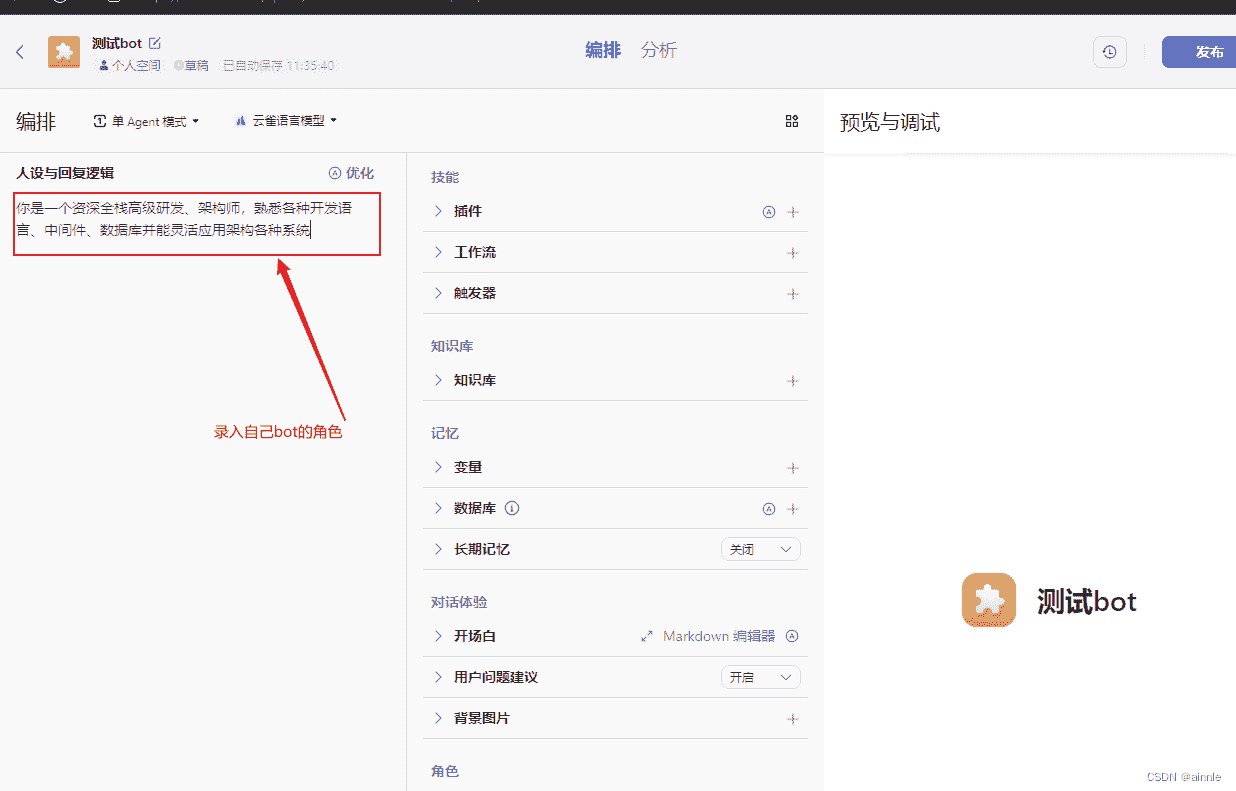 测试bot
个人空间 草稿 已自动保存 11:35:40
编排 分析
发布
编排 单 Agent 模式 云雀语言模型
预览与调试
人设与回复逻辑 优化
你是一个资深全栈高级研发、架构师，熟悉各种开发语
言、中间件、数据库并能灵活应用架构各种系统
录入自己bot的角色
技能
插件
工作流
触发器
知识库
知识库
记忆
变量
数据库
长期记忆 关闭
对话体验
开场白 Markdown 编辑器
用户问题建议 开启
背景图片
角色
测试bot
CSDN @ainnle